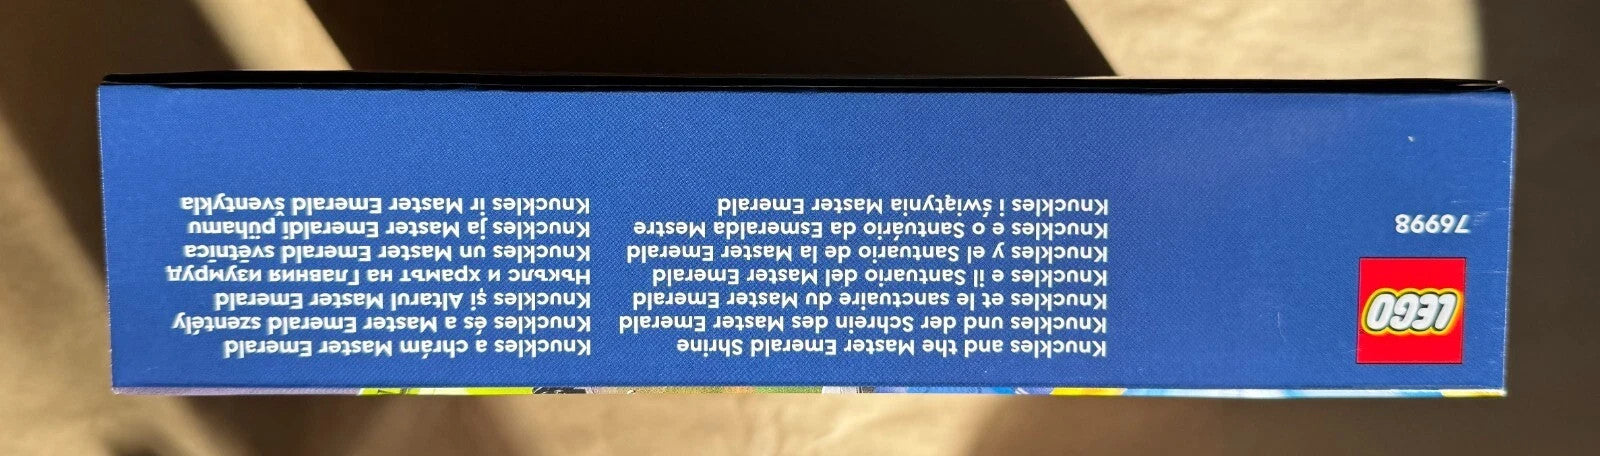 LEGO
76998
Knuckles and the Master Emerald Shrine
Knuckles und der Schrein des Master Emerald
Knuckles et le sanctuaire du Master Emerald
Knuckles e il Santuario del Master Emerald
Knuckles y el Santuario de la Master Emerald
Knuckles e o Santuário da Esmeralda Mestre
Knuckles i świątynia Master Emerald
Knuckles a chrám Master Emerald
Knuckles és a Master Emerald szentély
Knuckles și Altarul Master Emerald
Нъкълс и храмът на Главния изумруд
Knuckles un Master Emerald svētnīca
Knuckles ja Master Emeraldi pühamu
Knuckles ir Master Emerald šventykla